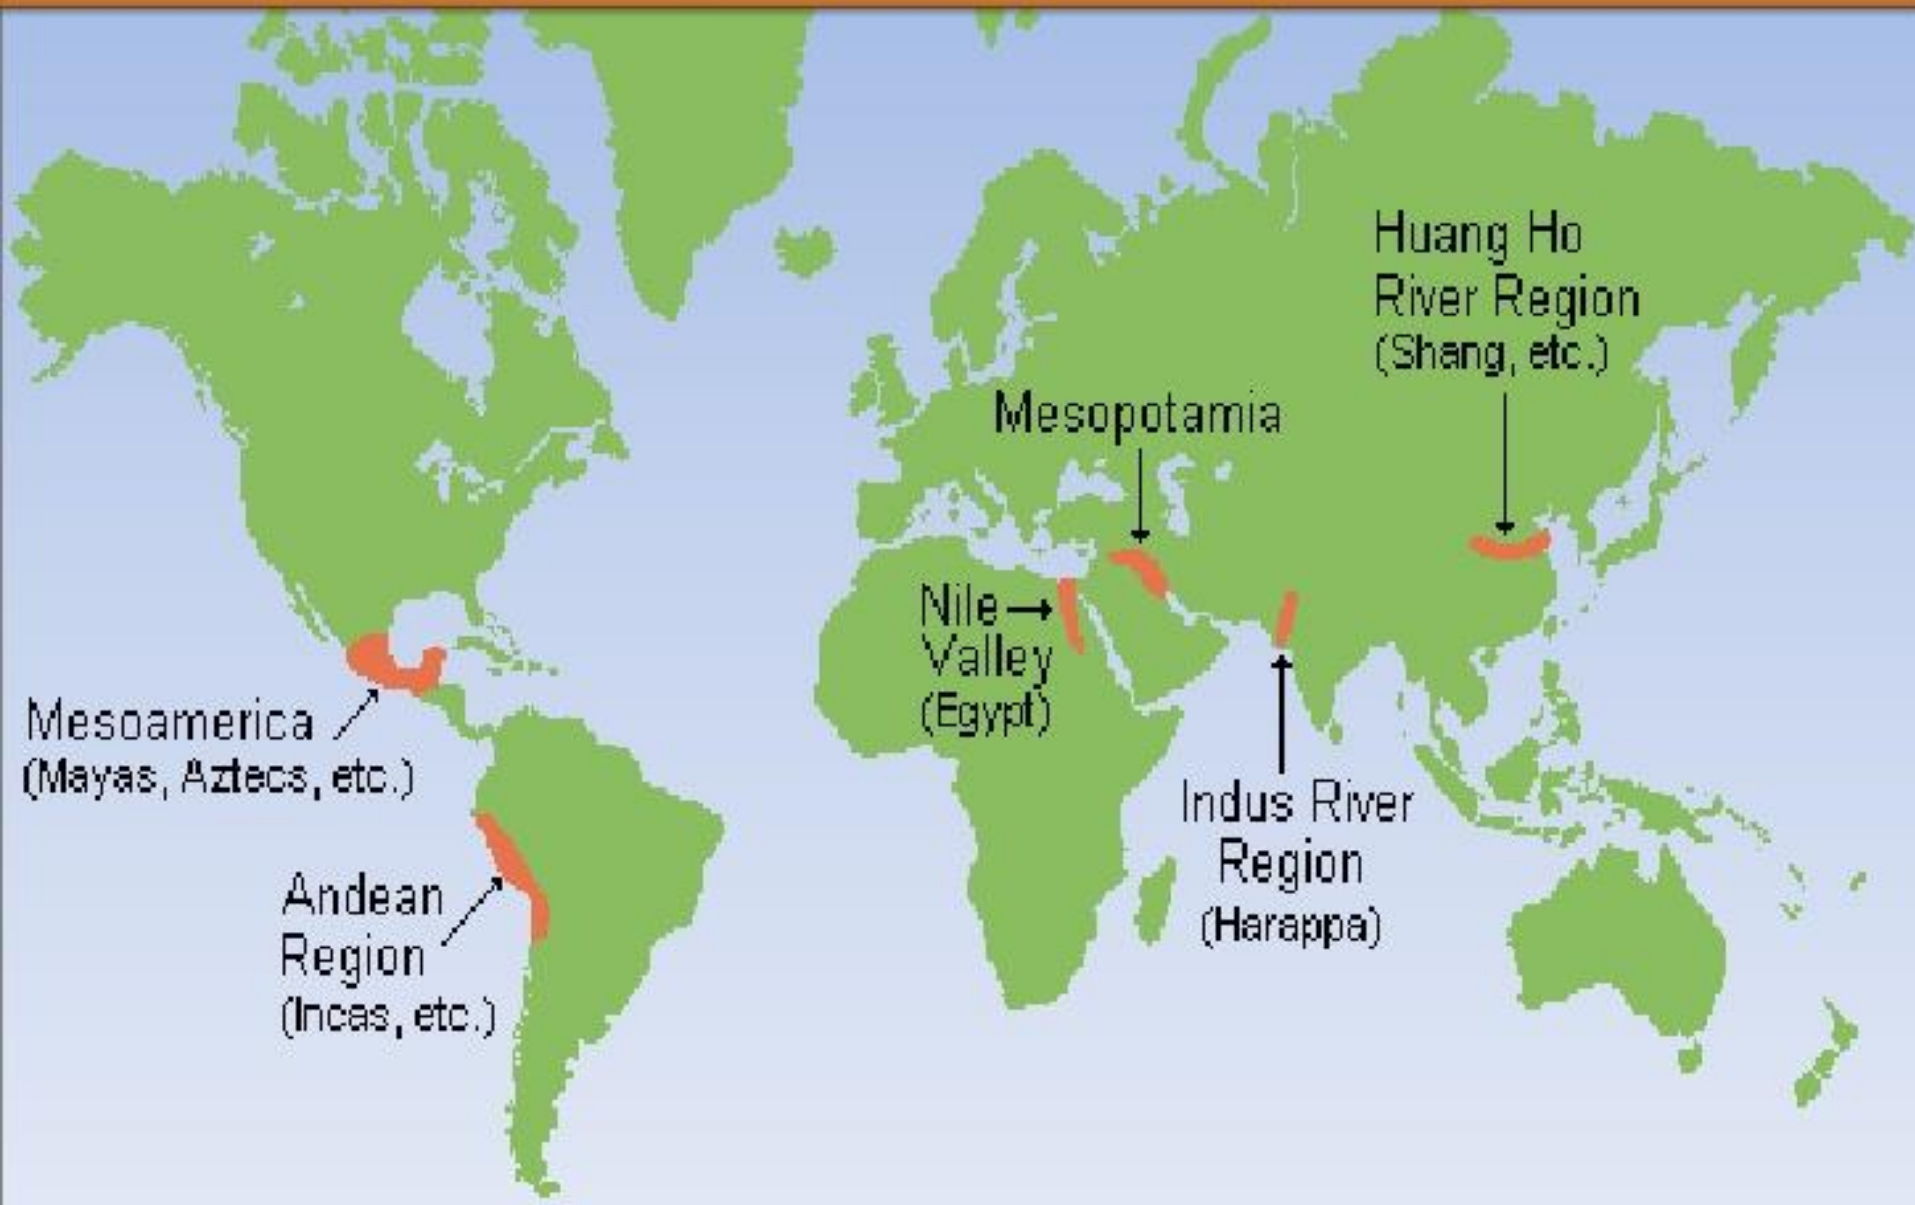 Huang Ho
River Region
(Shang, etc.)
Mesopotamia
Nile
Valley
(Egypt)
Mesoamerica
(Mayas, Aztecs, etc.)
Indus River
Region
(Harappa)
Andean
Region
(Incas, etc.)